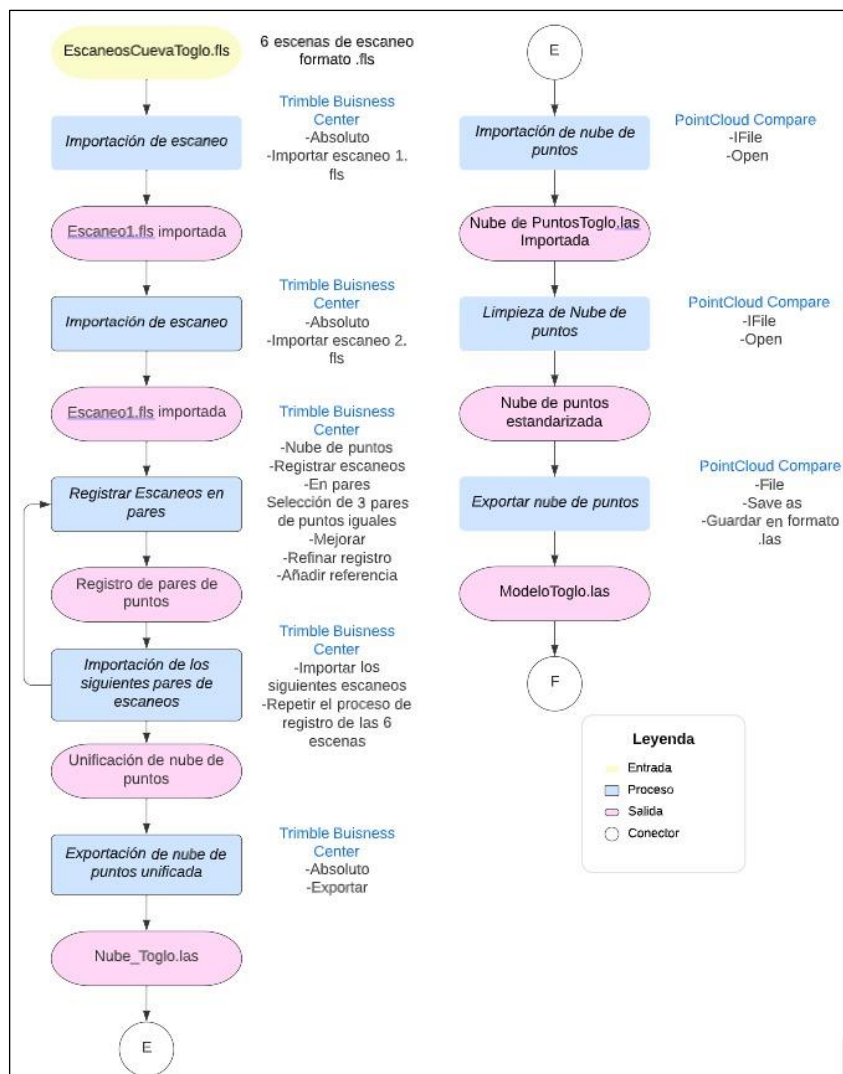 EscaneosCuevaToglo.fls
6 escenas de escaneo
formato .fls
Importación de escaneo
Trimble Buisness
Center
-Absoluto
-Importar escaneo 1.
fls
Escaneo1.fls importada
Importación de escaneo
Trimble Buisness
Center
-Absoluto
-Importar escaneo 2.
fls
Escaneo1.fls importada
Registrar Escaneos en
pares
Trimble Buisness
Center
-Nube de puntos
-Registrar escaneos
-En pares
Selección de 3 pares
de puntos iguales
-Mejorar
-Refinar registro
-Añadir referencia
Registro de pares de
puntos
Importación de los
siguientes pares de
escaneos
Trimble Buisness
Center
-Importar los
siguientes escaneos
-Repetir el proceso de
registro de las 6
escenas
Unificación de nube de
puntos
Exportación de nube de
puntos unificada
Trimble Buisness
Center
-Absoluto
-Exportar
Nube_Toglo.las
E
E
Importación de nube de
puntos
PointCloud Compare
-IFile
-Open
Nube de PuntosToglo.las
Importada
Limpieza de Nube de
puntos
PointCloud Compare
-IFile
-Open
Nube de puntos
estandarizada
Exportar nube de puntos
PointCloud Compare
-File
-Save as
-Guardar en formato
.las
ModeloToglo.las
F
Leyenda
Entrada
Proceso
Salida
Conector